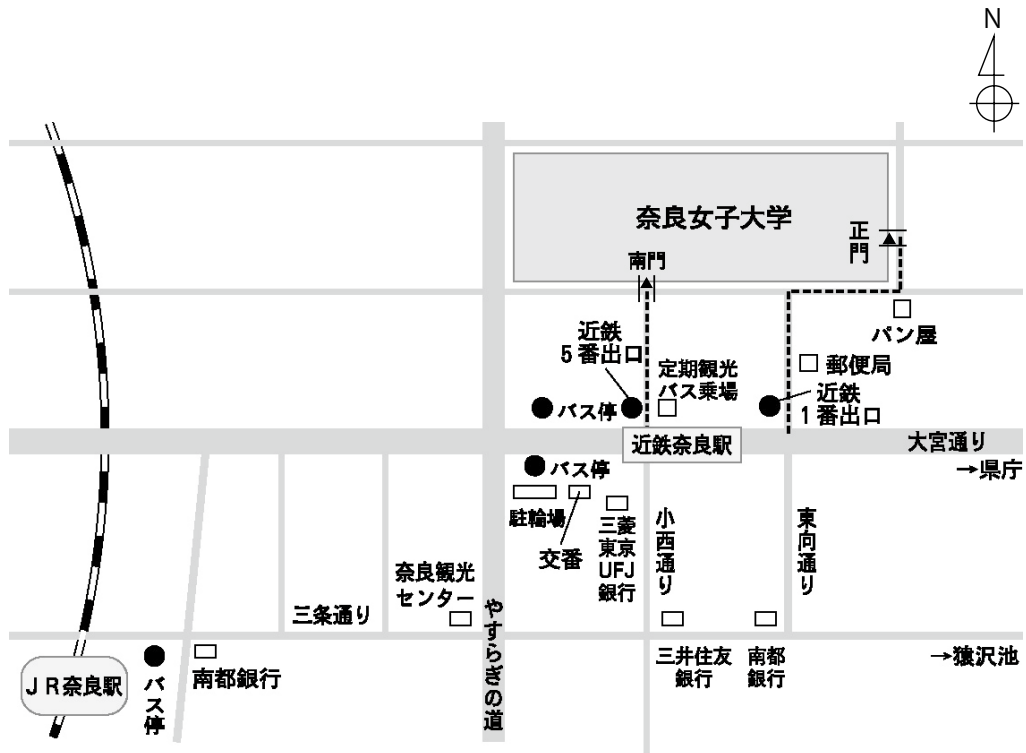 N
奈良女子大学
正門
南門
パン屋
近鉄
5番出口
定期観光
バス乗場
郵便局
近鉄
1番出口
バス停
近鉄奈良駅
大宮通り
→県庁
バス停
駐輪場
交番
三菱
東京
UFJ
銀行
小西通り
東向通り
奈良観光
センター
三条通り
やすらぎの道
JR奈良駅
バス停
南都銀行
三井住友
銀行
南都
銀行
→猿沢池